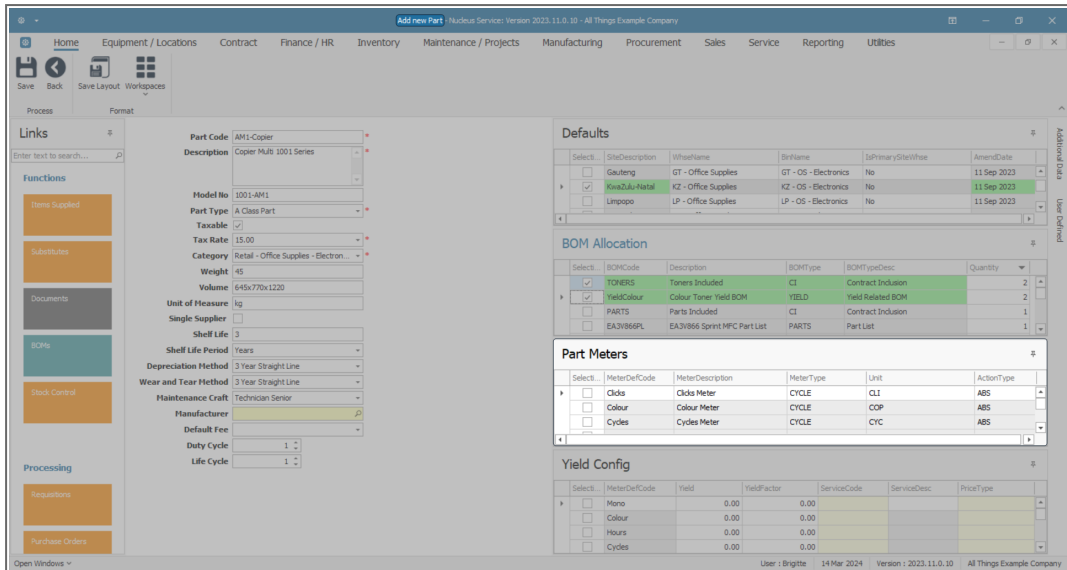 Add new Part - Nucleus Service: Version 2023.11.0.10 - All Things Example Company
Home Equipment / Locations Contract Finance / HR Inventory Maintenance / Projects Manufacturing Procurement Sales Service Reporting Utilities
Save Back Save Layout Workspaces
Process Format
Links
Enter text to search...
Functions
Items Supplied
Substitutes
Documents
BOMs
Stock Control
Processing
Requisitions
Purchase Orders
Part Code AM1-Copier *
Description Copier Multi 1001 Series *
Model No 1001-AM1
Part Type A Class Part *
Taxable
Tax Rate 15.00 *
Category Retail - Office Supplies - Electron... *
Weight 45
Volume 645x770x1220
Unit of Measure kg
Single Supplier
Shelf Life 3
Shelf Life Period Years
Depreciation Method 3 Year Straight Line
Wear and Tear Method 3 Year Straight Line
Maintenance Craft Technician Senior
Manufacturer
Default Fee
Duty Cycle 1
Life Cycle 1
Defaults
Selecti... SiteDescription WhseName BinName IsPrimarySiteWhse AmendDate
Gauteng GT - Office Supplies GT - OS - Electronics No 11 Sep 2023
KwaZulu-Natal KZ - Office Supplies KZ - OS - Electronics No 11 Sep 2023
Limpopo LP - Office Supplies LP - OS - Electronics No 11 Sep 2023
BOM Allocation
Selecti... BOMCode Description BOMType BOMTypeDesc Quantity
TONERS Toners Included CI Contract Inclusion 2
YieldColour Colour Toner Yield BOM YIELD Yield Related BOM 2
PARTS Parts Included CI Contract Inclusion 1
EA3V866PL EA3V866 Sprint MFC Part List PARTS Part List 1
Part Meters
Selecti... MeterDefCode MeterDescription MeterType Unit ActionType
Clicks Clicks Meter CYCLE CLI ABS
Colour Colour Meter CYCLE COP ABS
Cycles Cycles Meter CYCLE CYC ABS
Yield Config
Selecti... MeterDefCode Yield YieldFactor ServiceCode ServiceDesc PriceType
Mono 0.00 0.00
Colour 0.00 0.00
Hours 0.00 0.00
Cycles 0.00 0.00
Additional Data
User Defined
Open Windows User : Brigitte 14 Mar 2024 Version : 2023.11.0.10 All Things Example Company